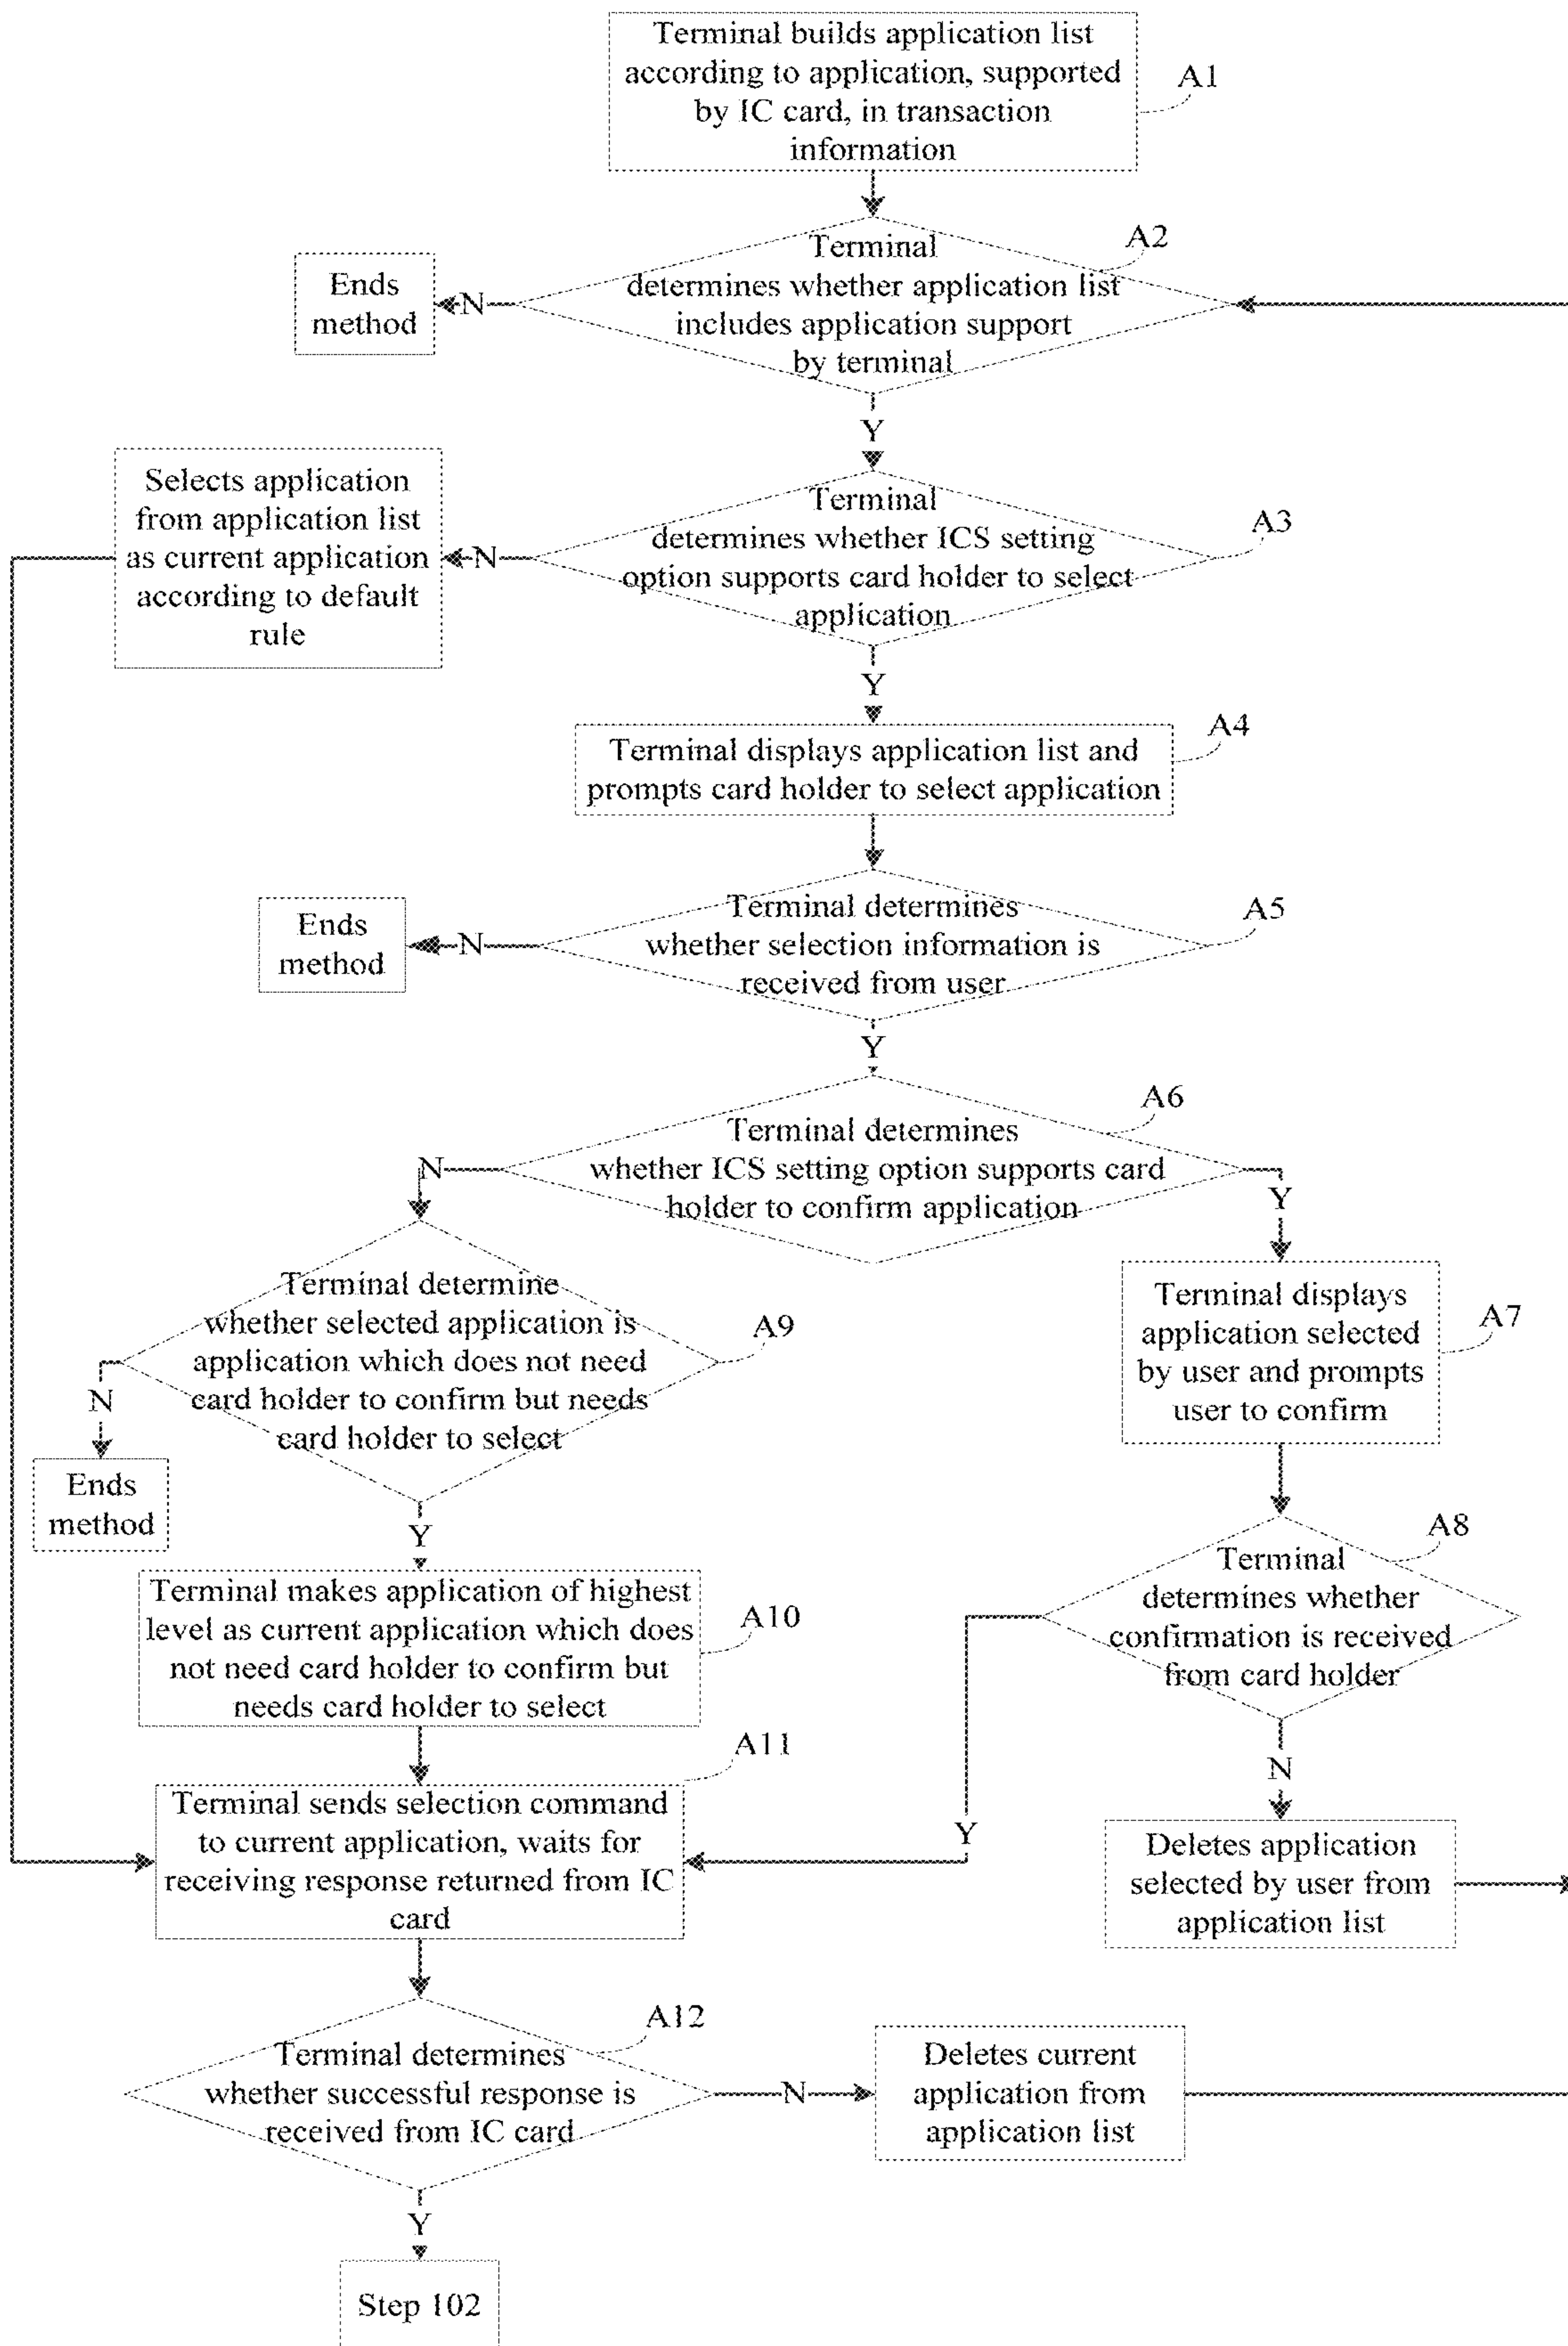 Terminal builds application list
according to application, supported
by IC card, in transaction
information
A1
Terminal
determines whether application list
includes application support
by terminal
A2
N
Ends
method
Y
Terminal
determines whether ICS setting
option supports card holder to select
application
A3
N
Selects application
from application list
as current application
according to default
rule
Y
Terminal displays application list and
prompts card holder to select application
A4
Terminal determines
whether selection information is
received from user
A5
N
Ends
method
Y
Terminal determines
whether ICS setting option supports card
holder to confirm application
A6
N
Y
Terminal determine
whether selected application is
application which does not need
card holder to confirm but needs
card holder to select
A9
N
Ends
method
Y
Terminal displays
application selected
by user and prompts
user to confirm
A7
Terminal
determines whether
confirmation is received
from card holder
A8
Terminal makes application of highest
level as current application which does
not need card holder to confirm but
needs card holder to select
A10
Y
N
Terminal sends selection command
to current application, waits for
receiving response returned from IC
card
A11
Deletes application
selected by user from
application list
Terminal determines
whether successful response is
received from IC card
A12
N
Deletes current
application from
application list
Y
Step 102